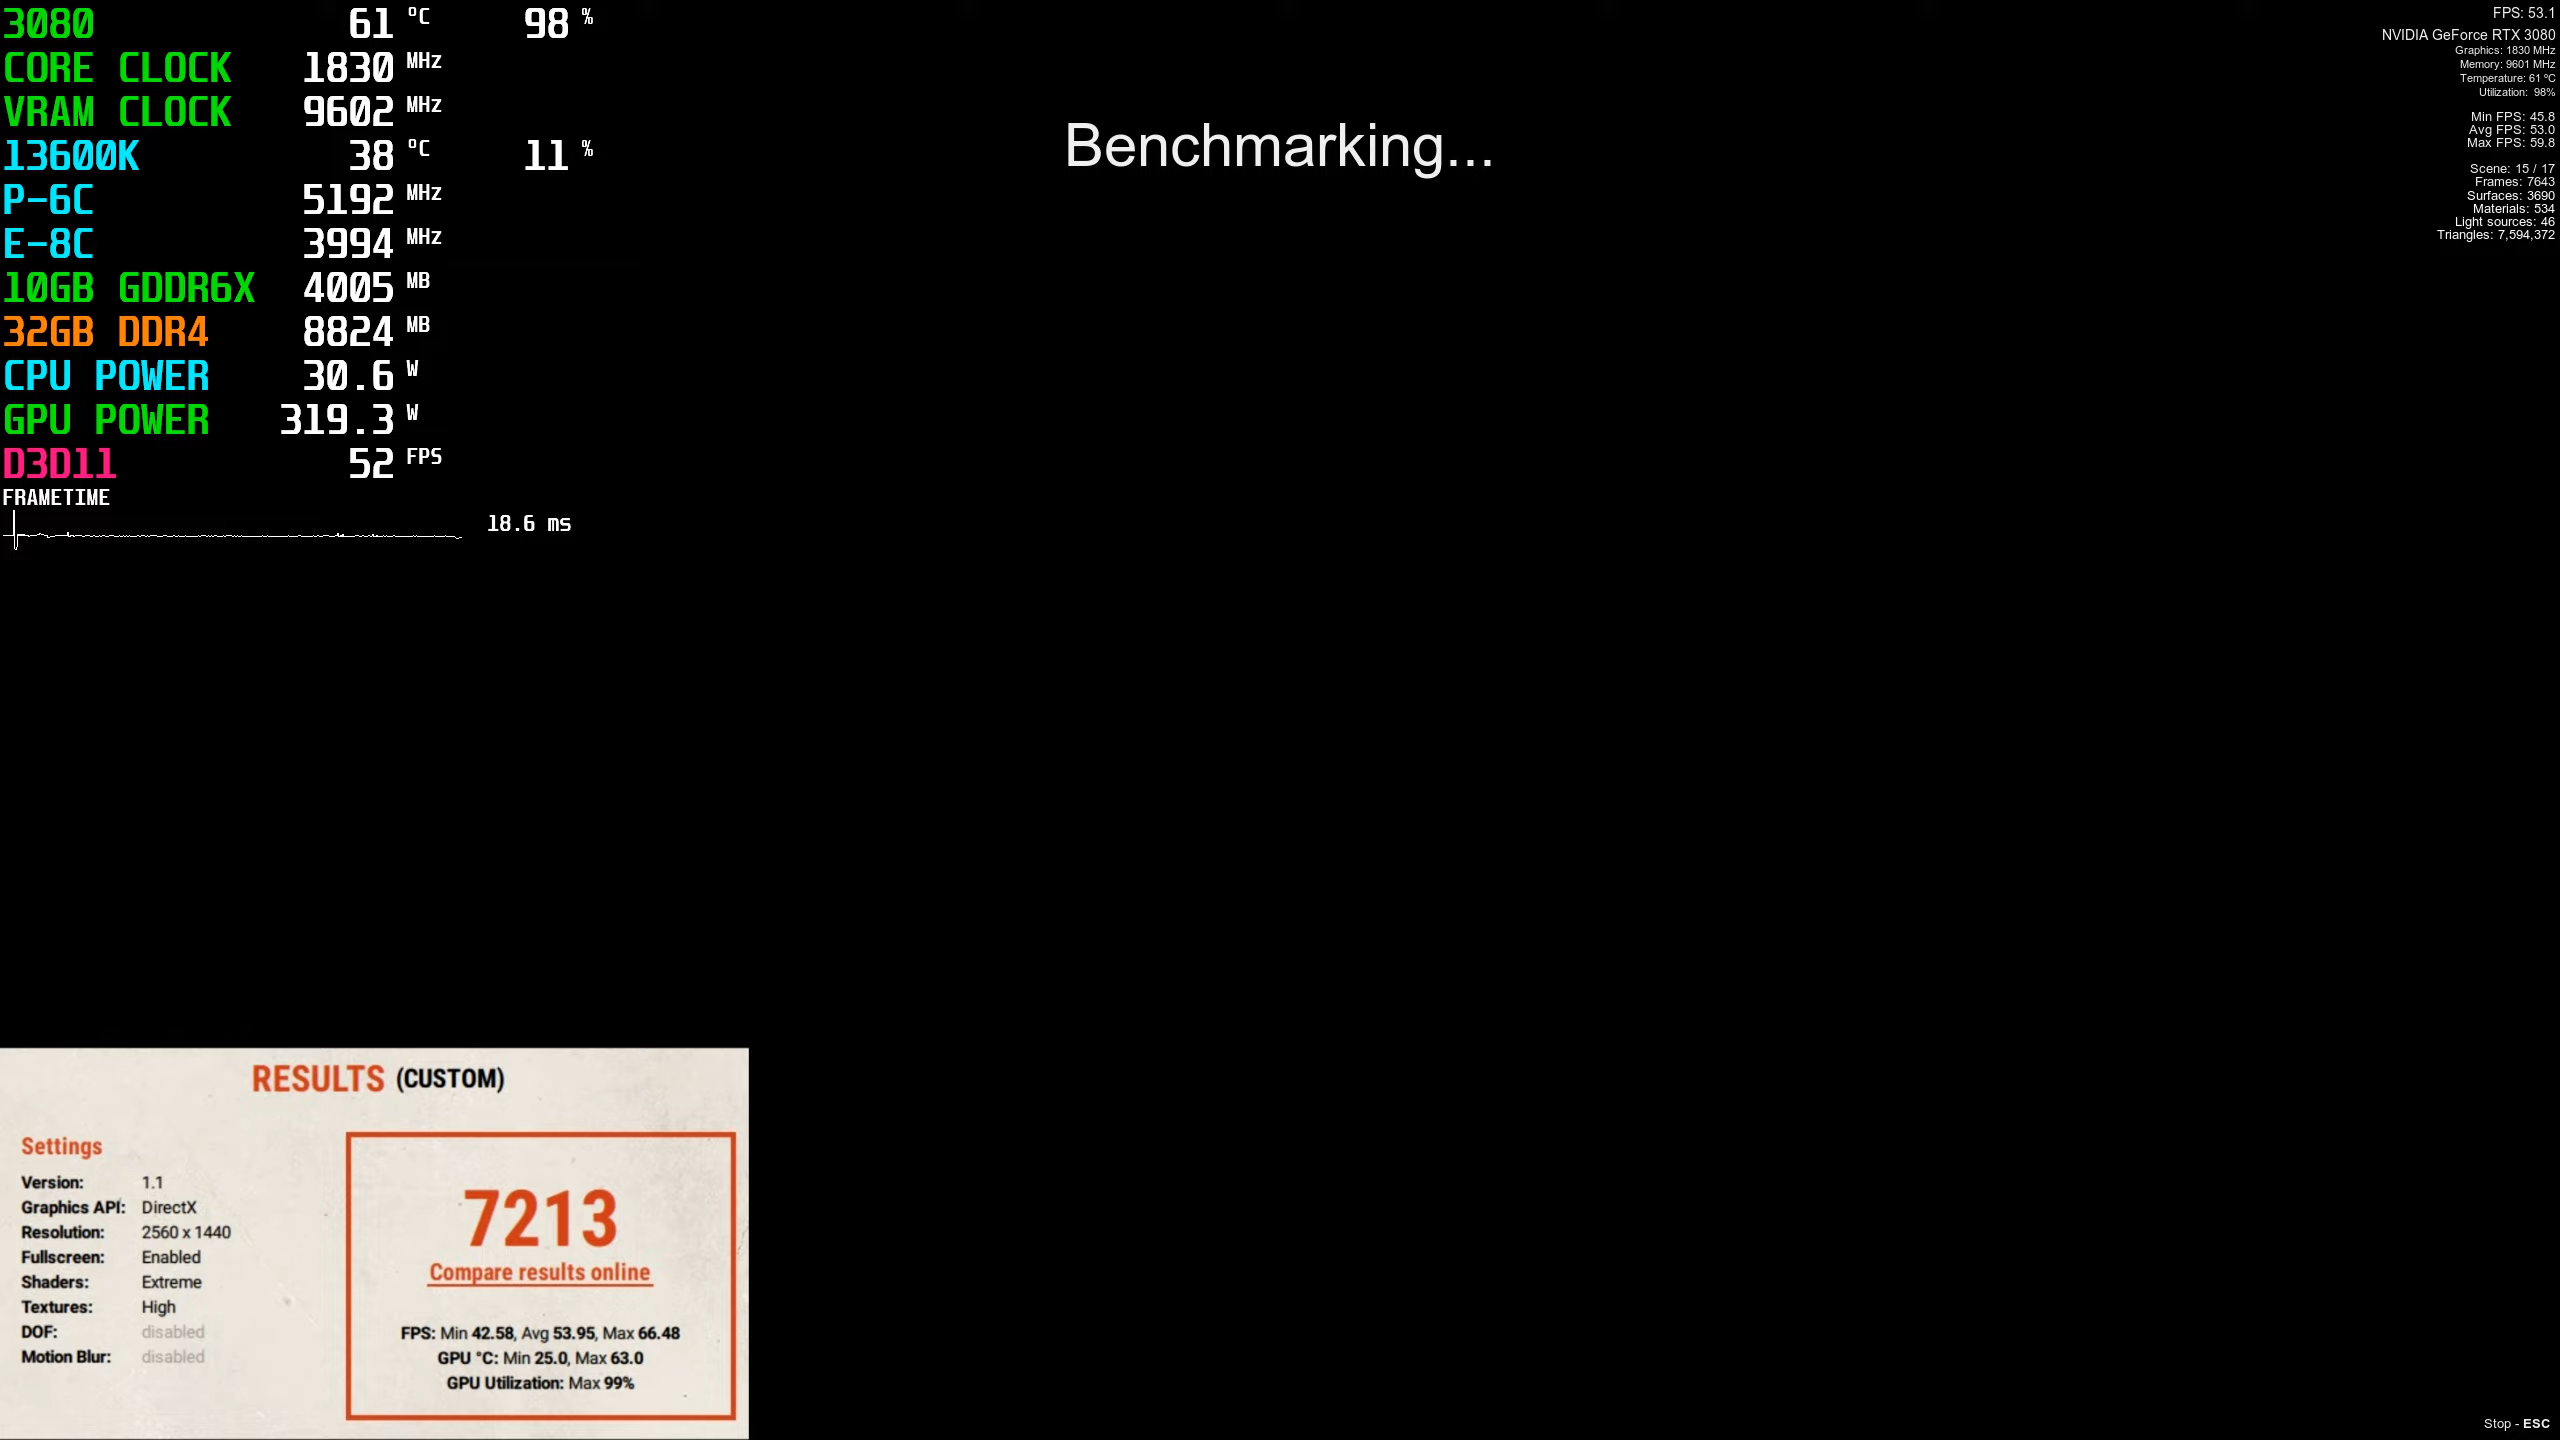 3080 61 °C 98 %
CORE CLOCK 1830 MHz
VRAM CLOCK 9602 MHz
13600K 38 °C 11 %
P-6C 5192 MHz
E-8C 3994 MHz
10GB GDDR6X 4005 MB
32GB DDR4 8824 MB
CPU POWER 30.6 W
GPU POWER 319.3 W
D3D11 52 FPS
FRAMETIME
18.6 ms
Benchmarking...
FPS: 53.1
NVIDIA GeForce RTX 3080
Graphics: 1830 MHz
Memory: 9601 MHz
Temperature: 61 ºC
Utilization: 98%
Min FPS: 45.8
Avg FPS: 53.0
Max FPS: 59.8
Scene: 15 / 17
Frames: 7643
Surfaces: 3690
Materials: 534
Light sources: 46
Triangles: 7,594,372
RESULTS (CUSTOM)
Settings
Version: 1.1
Graphics API: DirectX
Resolution: 2560 x 1440
Fullscreen: Enabled
Shaders: Extreme
Textures: High
DOF: disabled
Motion Blur: disabled
7213
Compare results online
FPS: Min 42.58, Avg 53.95, Max 66.48
GPU °C: Min 25.0, Max 63.0
GPU Utilization: Max 99%
Stop - ESC